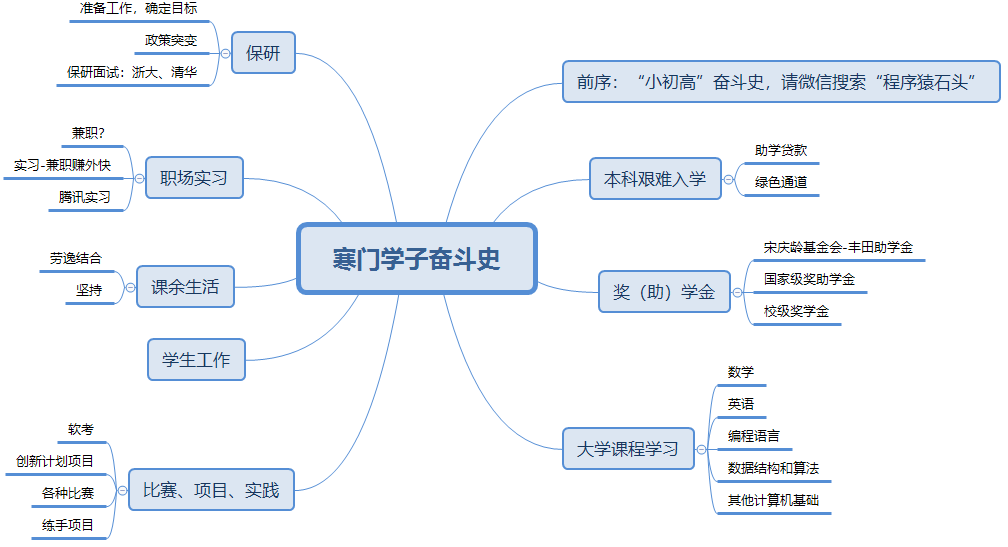 寒门学子奋斗史
前序：“小初高”奋斗史，请微信搜索“程序猿石头”
本科艰难入学
助学贷款
绿色通道
奖（助）学金
宋庆龄基金会-丰田助学金
国家级奖助学金
校级奖学金
大学课程学习
数学
英语
编程语言
数据结构和算法
其他计算机基础
比赛、项目、实践
软考
创新计划项目
各种比赛
练手项目
学生工作
课余生活
劳逸结合
坚持
职场实习
兼职？
实习-兼职赚外快
腾讯实习
保研
准备工作，确定目标
政策突变
保研面试：浙大、清华